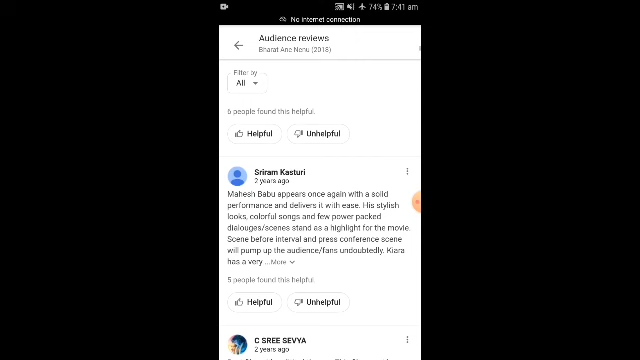 74% 7:41 am
No internet connection
Audience reviews
Bharat Ane Nenu (2018)
Filter by
All
6 people found this helpful.
Helpful
Unhelpful
Sriram Kasturi
2 years ago
Mahesh Babu appears once again with a solid
performance and delivers it with ease. His stylish
looks, colorful songs and few power packed
dialouges/scenes stand as a highlight for the movie.
Scene before interval and press conference scene
will pump up the audience/fans undoubtedly. Kiara
has a very ...More
5 people found this helpful.
Helpful
Unhelpful
C SREE SEVYA
2 years ago